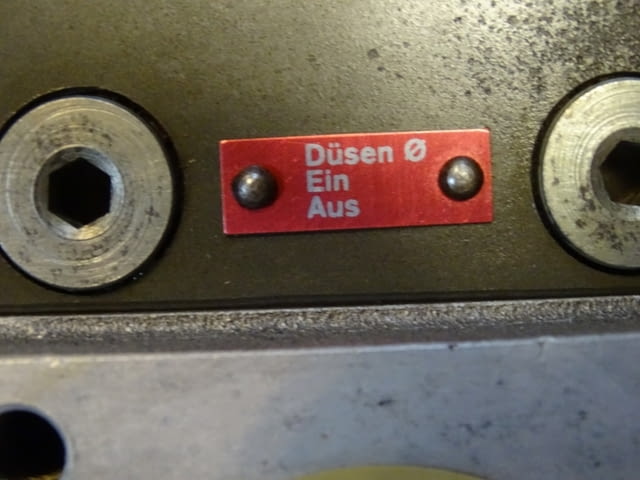 Düsen Ø
Ein
Aus